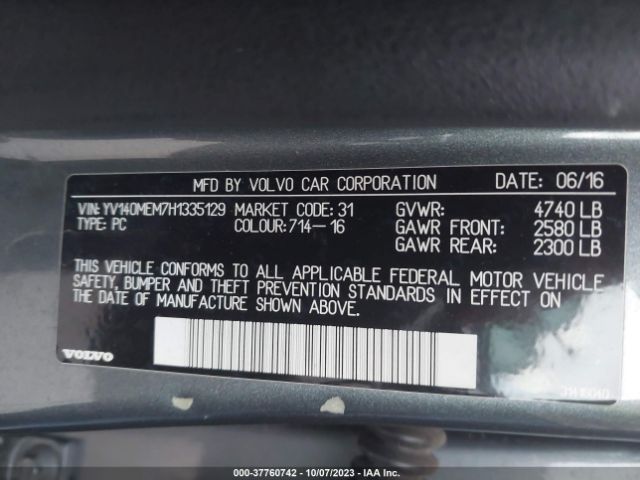 MFD BY VOLVO CAR CORPORATION DATE: 06/16
VIN: YV140MEM7H1335129 MARKET CODE: 31 GVWR: 4740 LB
TYPE: PC COLOUR: 714-16 GAWR FRONT: 2580 LB
GAWR REAR: 2300 LB
THIS VEHICLE CONFORMS TO ALL APPLICABLE FEDERAL MOTOR VEHICLE
SAFETY, BUMPER AND THEFT PREVENTION STANDARDS IN EFFECT ON
THE DATE OF MANUFACTURE SHOWN ABOVE.
VOLVO
000-37760742 - 10/07/2023 - IAA Inc.